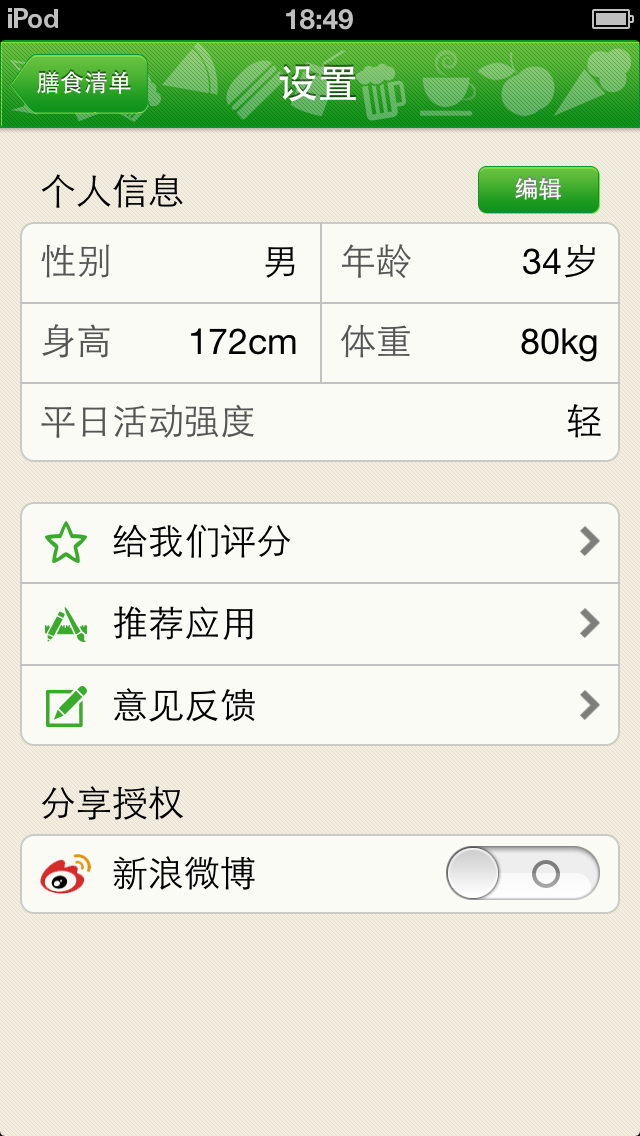 iPod 18:49
膳食清单 设置
个人信息 编辑
性别 男 年龄 34岁
身高 172cm 体重 80kg
平日活动强度 轻
给我们评分
推荐应用
意见反馈
分享授权
新浪微博